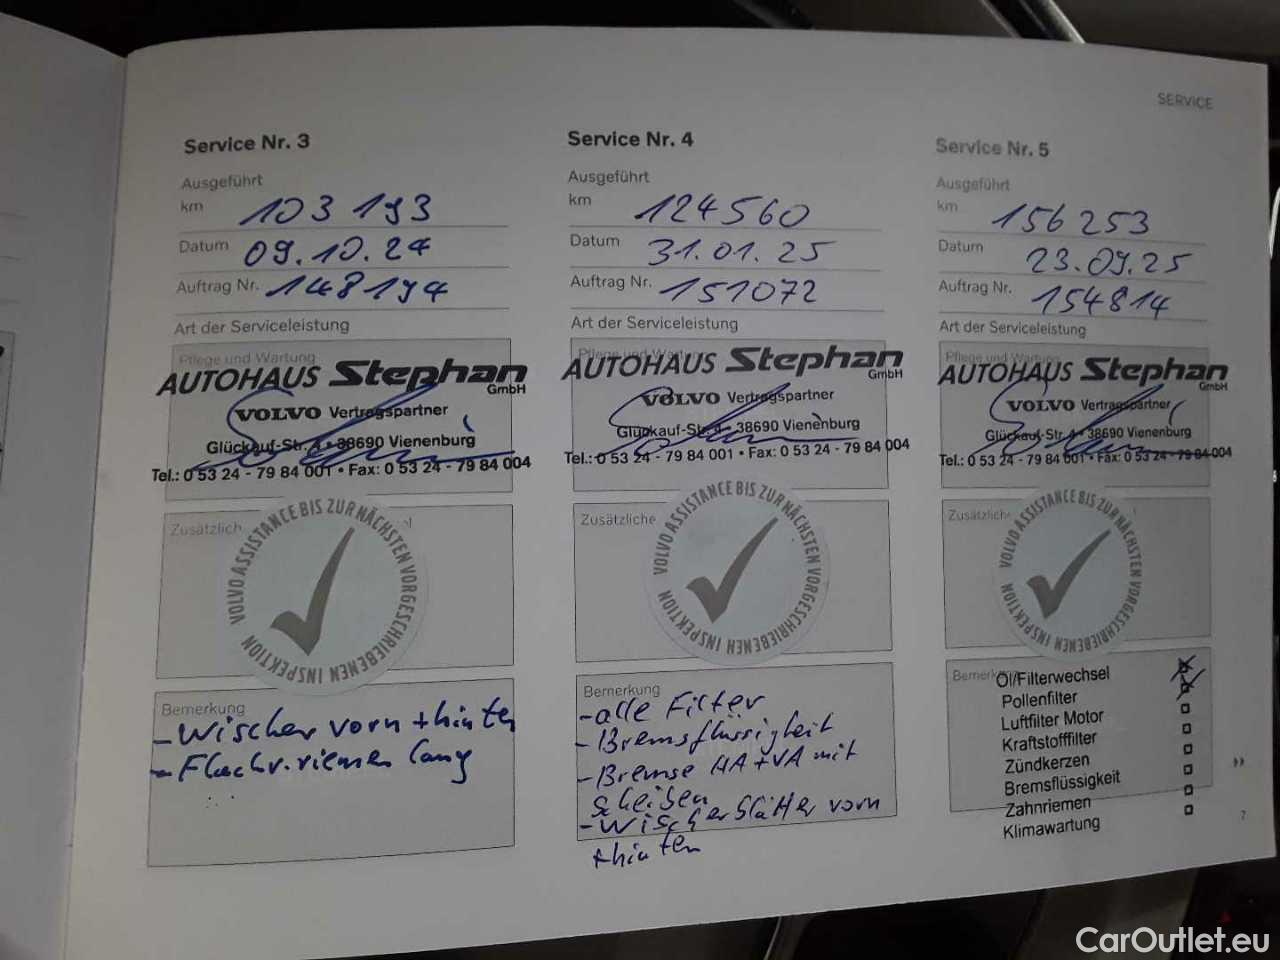 SERVICE
Service Nr. 3
Ausgeführt
km 103 193
Datum 09.10.24
Auftrag Nr. 148194
Art der Serviceleistung
Pflege und Wartung
AUTOHAUS Stephan
GmbH
VOLVO Vertragspartner
Glückauf-Str. 4 • 38690 Vienenburg
Tel.: 0 53 24 - 79 84 001 • Fax: 0 53 24 - 79 84 004
Zusätzlich
VOLVO ASSISTANCE BIS ZUR NÄCHSTEN VORGESCHRIEBENEN INSPEKTION
Bemerkung
- Wischer vorn + hinten
- Flachr.riemen lang
Service Nr. 4
Ausgeführt
km 124560
Datum 31.01.25
Auftrag Nr. 151072
Art der Serviceleistung
Pflege und Wartung
AUTOHAUS Stephan
GmbH
VOLVO Vertragspartner
Glückauf-Str. 4 • 38690 Vienenburg
Tel.: 0 53 24 - 79 84 001 • Fax: 0 53 24 - 79 84 004
Zusätzliche
VOLVO ASSISTANCE BIS ZUR NÄCHSTEN VORGESCHRIEBENEN INSPEKTION
Bemerkung
- alle Filter
- Bremsflüssigkeit
- Bremse HA + VA mit
Scheiben
- Wischerblätter vorn
+ hinten
Service Nr. 5
Ausgeführt
km 156 253
Datum 23.09.25
Auftrag Nr. 154814
Art der Serviceleistung
Pflege und Wartung
AUTOHAUS Stephan
GmbH
VOLVO Vertragspartner
Glückauf-Str. 4 • 38690 Vienenburg
Tel.: 0 53 24 - 79 84 001 • Fax: 0 53 24 - 79 84 004
Zusätzliche
VOLVO ASSISTANCE BIS ZUR NÄCHSTEN VORGESCHRIEBENEN INSPEKTION
Bemerk
Öl/Filterwechsel
Pollenfilter
Luftfilter Motor
Kraftstofffilter
Zündkerzen
Bremsflüssigkeit
Zahnriemen
Klimawartung
7
CarOutlet.eu